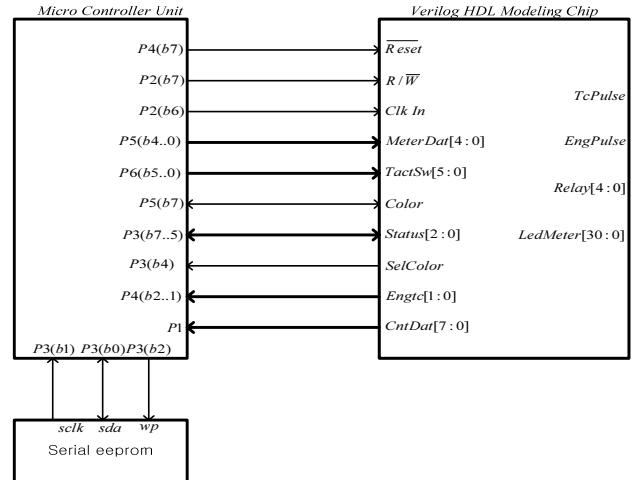 Micro Controller Unit
Verilog HDL Modeling Chip
P4(b7)
Reset
P2(b7)
R/W
P2(b6)
Clk In
TcPulse
P5(b4..0)
MeterDat[4:0]
EngPulse
P6(b5..0)
TactSw[5:0]
Relay[4:0]
P5(b7)
Color
P3(b7..5)
Status[2:0]
LedMeter[30:0]
P3(b4)
SelColor
P4(b2..1)
Engtc[1:0]
P1
CntDat[7:0]
P3(b1) P3(b0) P3(b2)
sclk sda wp
Serial eeprom